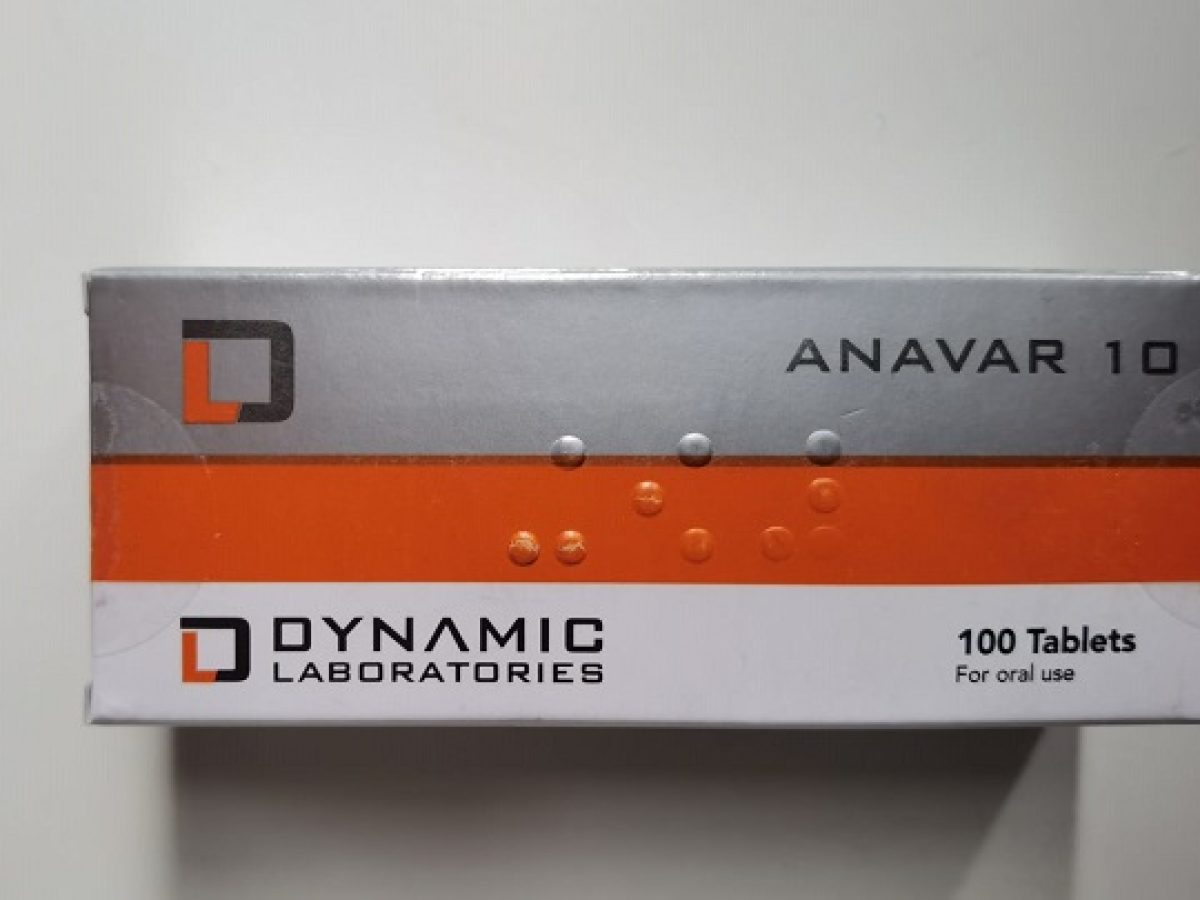 ANAVAR 10
DYNAMIC
LABORATORIES
100 Tablets
For oral use